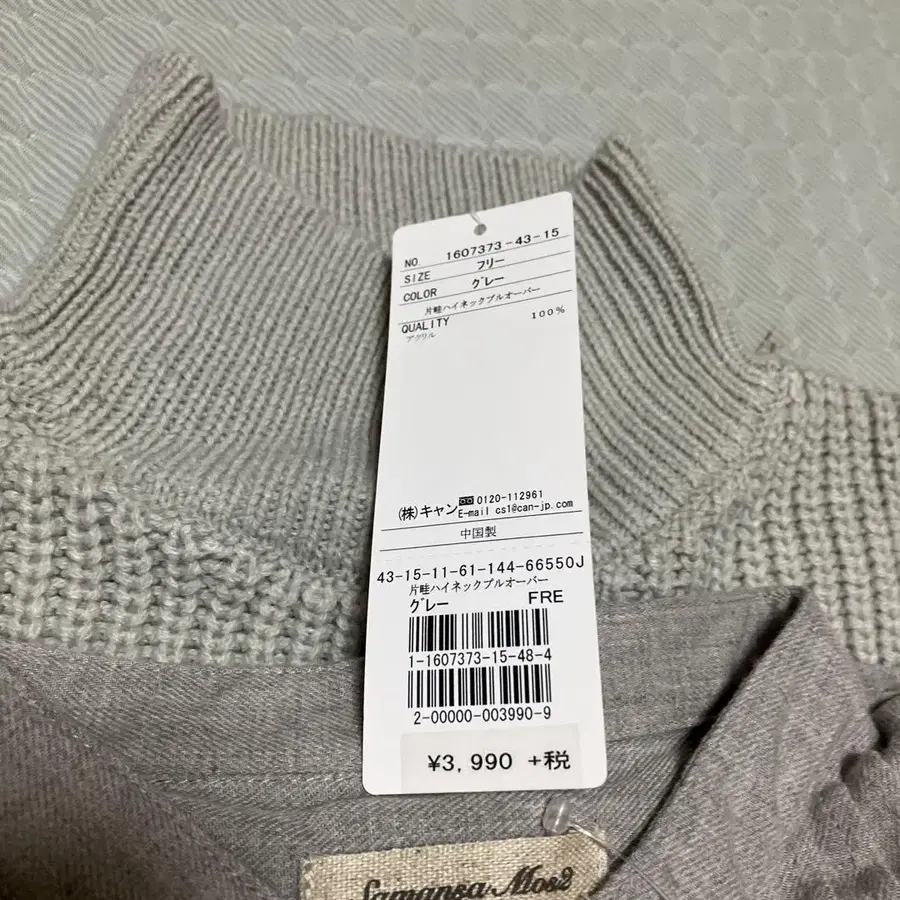 NO. 1607373-43-15
SIZE フリー
COLOR グレー
片畦ハイネックプルオーバー
QUALITY 100%
アクリル
(株)キャン 0120-112961
E-mail cs1@can-jp.com
中国製
43-15-11-61-144-66550J
片畦ハイネックプルオーバー
グレー FRE
1-1607373-15-48-4
2-00000-003990-9
¥3,990 +税
Samansa Mos2